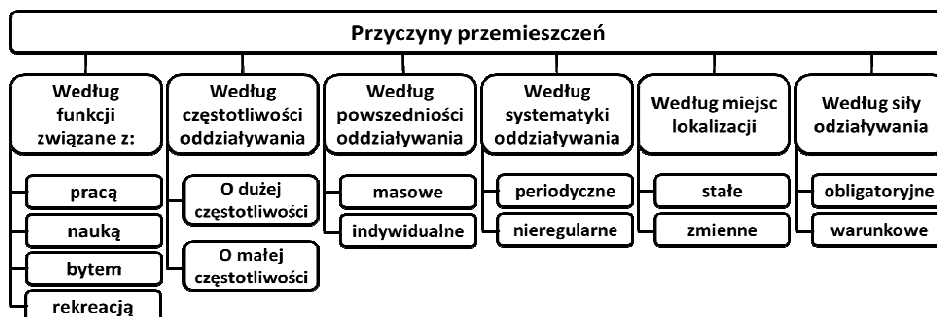 Przyczyny przemieszczeń
Według
funkcji
związane z:
pracą
nauką
bytem
rekreacją
Według
częstotliwości
oddziaływania
O dużej
częstotliwości
O małej
częstotliwości
Według
powszedniości
oddziaływania
masowe
indywidualne
Według
systematyki
oddziaływania
periodyczne
nieregularne
Według miejsc
lokalizacji
stałe
zmienne
Według siły
odziaływania
obligatoryjne
warunkowe